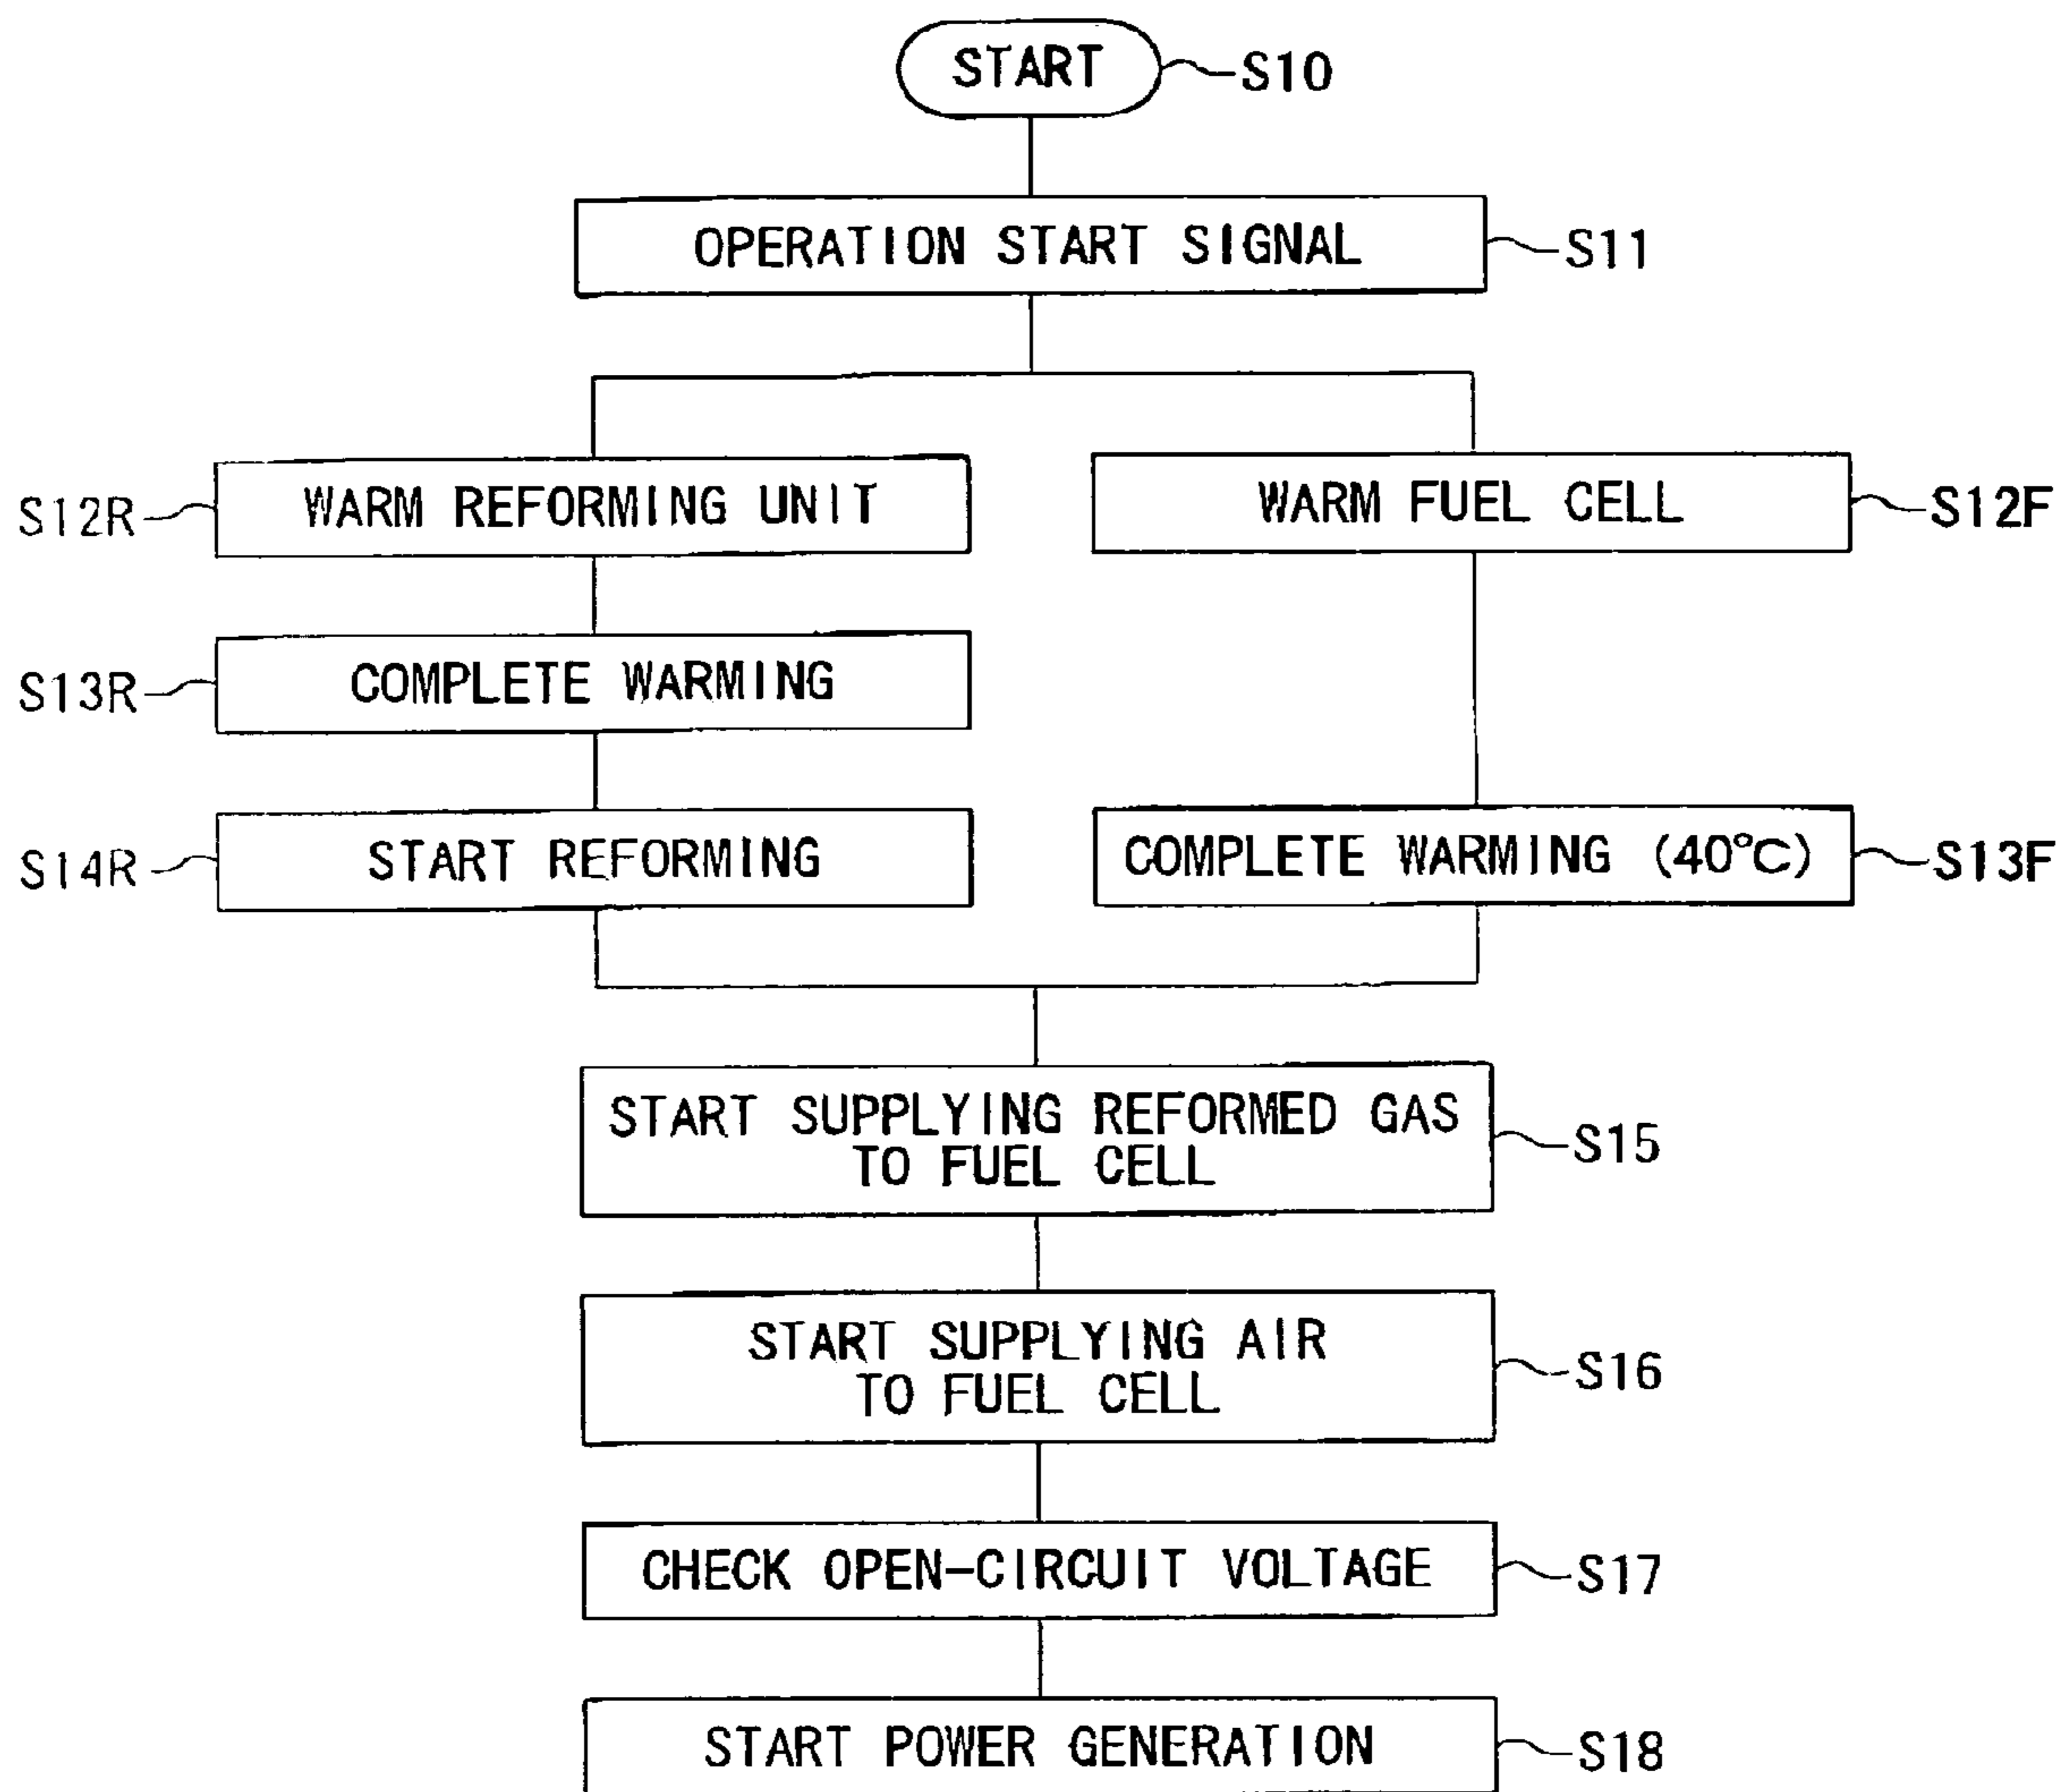 START
S10
OPERATION START SIGNAL
S11
S12R
WARM REFORMING UNIT
WARM FUEL CELL
S12F
S13R
COMPLETE WARMING
S14R
START REFORMING
COMPLETE WARMING (40°C)
S13F
START SUPPLYING REFORMED GAS
TO FUEL CELL
S15
START SUPPLYING AIR
TO FUEL CELL
S16
CHECK OPEN-CIRCUIT VOLTAGE
S17
START POWER GENERATION
S18